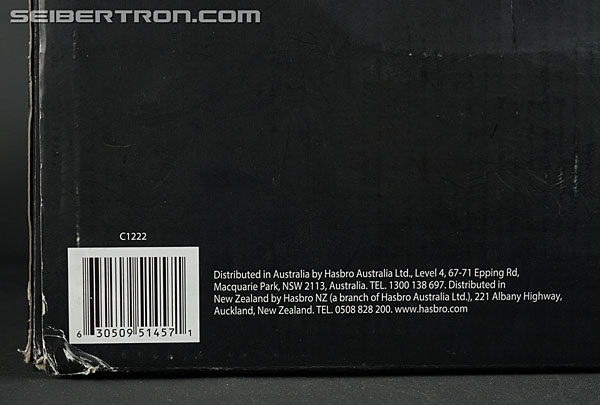 SEIBERTRON.COM
C1222
6 30509 51457 1
Distributed in Australia by Hasbro Australia Ltd., Level 4, 67-71 Epping Rd,
Macquarie Park, NSW 2113, Australia. TEL. 1300 138 697. Distributed in
New Zealand by Hasbro NZ (a branch of Hasbro Australia Ltd.), 221 Albany Highway,
Auckland, New Zealand. TEL. 0508 828 200. www.hasbro.com